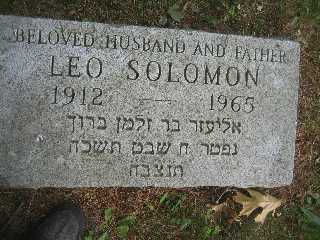 BELOVED HUSBAND AND FATHER
LEO SOLOMON
1912 — 1965
אליעזר בר זלמן ברוך
נפטר ח שבט תשכה
תנצבה